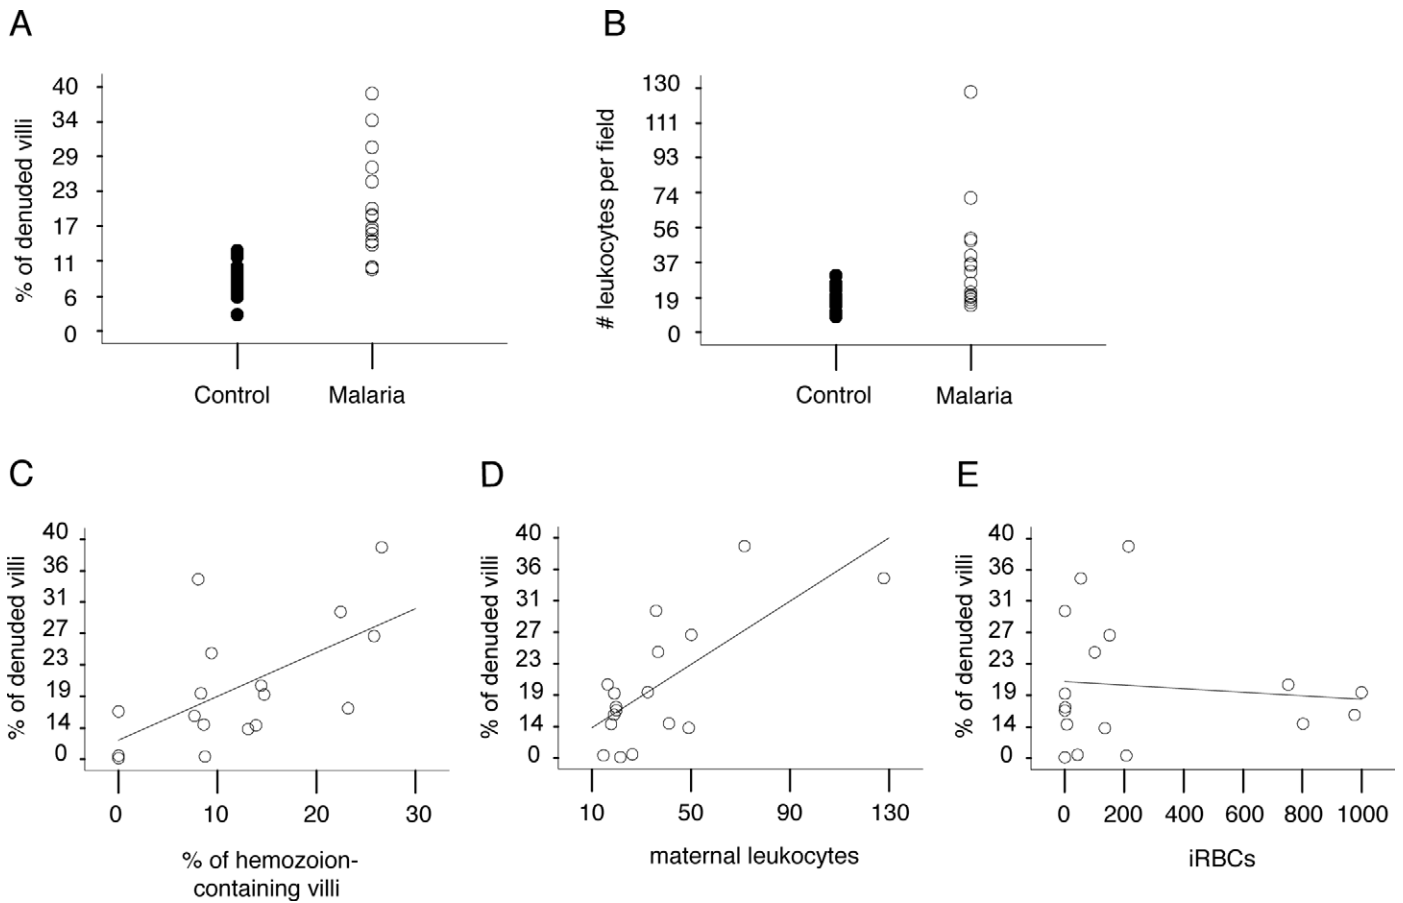 A
% of denuded villi
40
34
29
23
17
11
6
0
Control Malaria
B
# leukocytes per field
130
111
93
74
56
37
19
0
Control Malaria
C
% of denuded villi
40
36
31
27
23
19
14
0
0 10 20 30
% of hemozoion-
containing villi
D
% of denuded villi
40
36
31
27
23
19
14
0
10 50 90 130
maternal leukocytes
E
% of denuded villi
40
36
31
27
23
19
14
0
0 200 400 600 800 1000
iRBCs